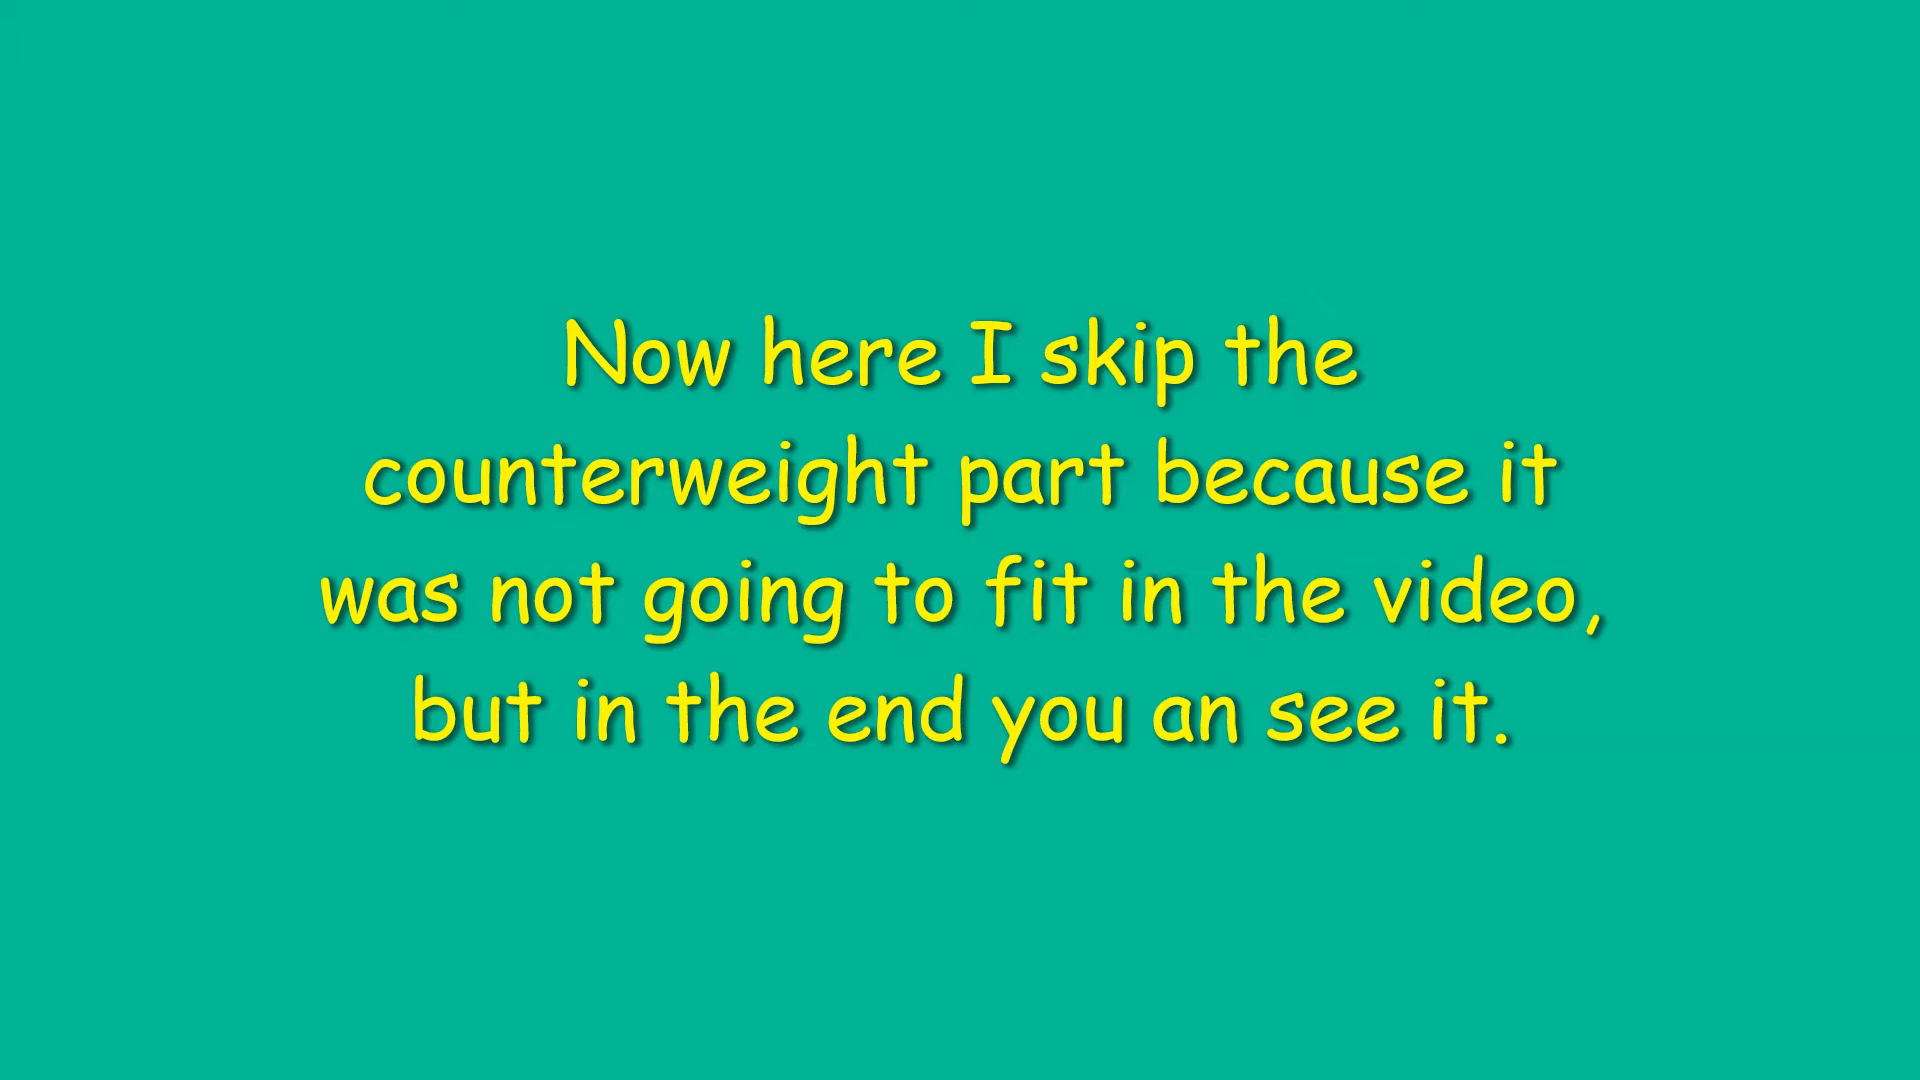 Now here I skip the
counterweight part because it
was not going to fit in the video,
but in the end you an see it.